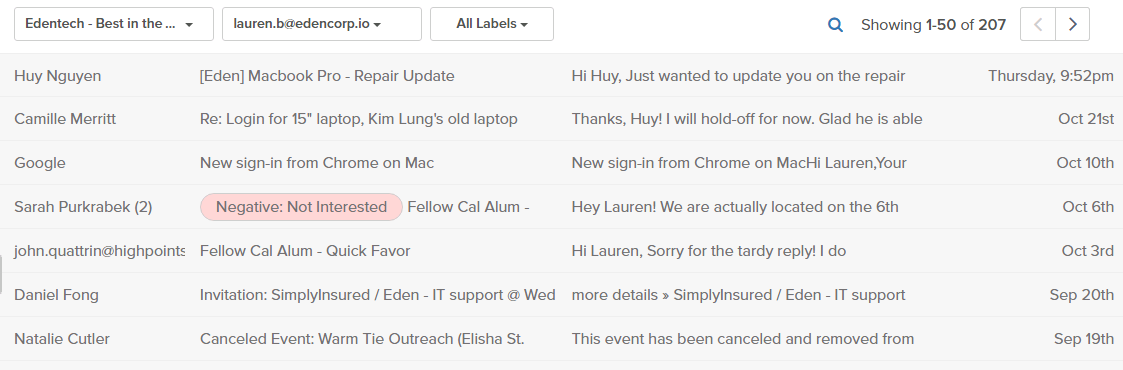 Edentech - Best in the ... lauren.b@edencorp.io All Labels Showing 1-50 of 207
Huy Nguyen [Eden] Macbook Pro - Repair Update Hi Huy, Just wanted to update you on the repair Thursday, 9:52pm
Camille Merritt Re: Login for 15" laptop, Kim Lung's old laptop Thanks, Huy! I will hold-off for now. Glad he is able Oct 21st
Google New sign-in from Chrome on Mac New sign-in from Chrome on MacHi Lauren,Your Oct 10th
Sarah Purkrabek (2) Negative: Not Interested Fellow Cal Alum - Hey Lauren! We are actually located on the 6th Oct 6th
john.quattrin@highpoints Fellow Cal Alum - Quick Favor Hi Lauren, Sorry for the tardy reply! I do Oct 3rd
Daniel Fong Invitation: SimplyInsured / Eden - IT support @ Wed more details » SimplyInsured / Eden - IT support Sep 20th
Natalie Cutler Canceled Event: Warm Tie Outreach (Elisha St. This event has been canceled and removed from Sep 19th